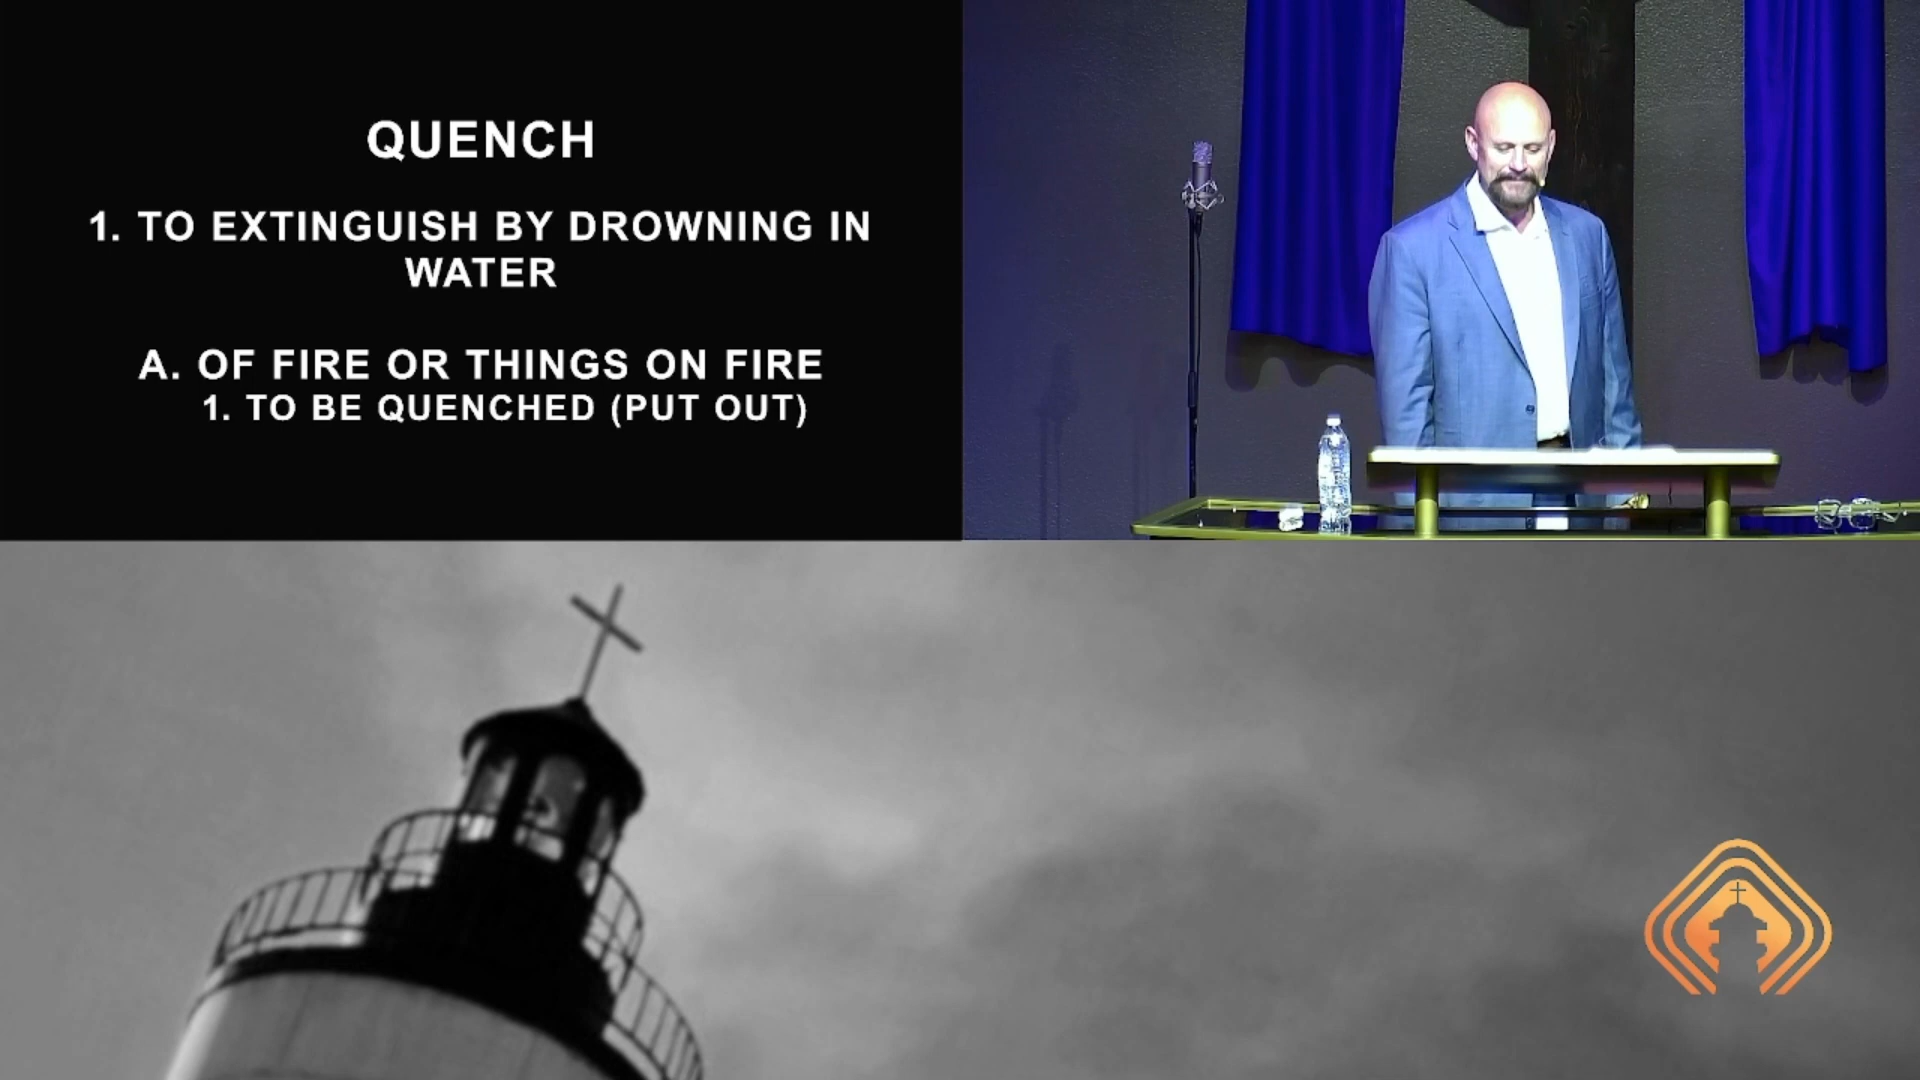 QUENCH
1. TO EXTINGUISH BY DROWNING IN
WATER
A. OF FIRE OR THINGS ON FIRE
1. TO BE QUENCHED (PUT OUT)